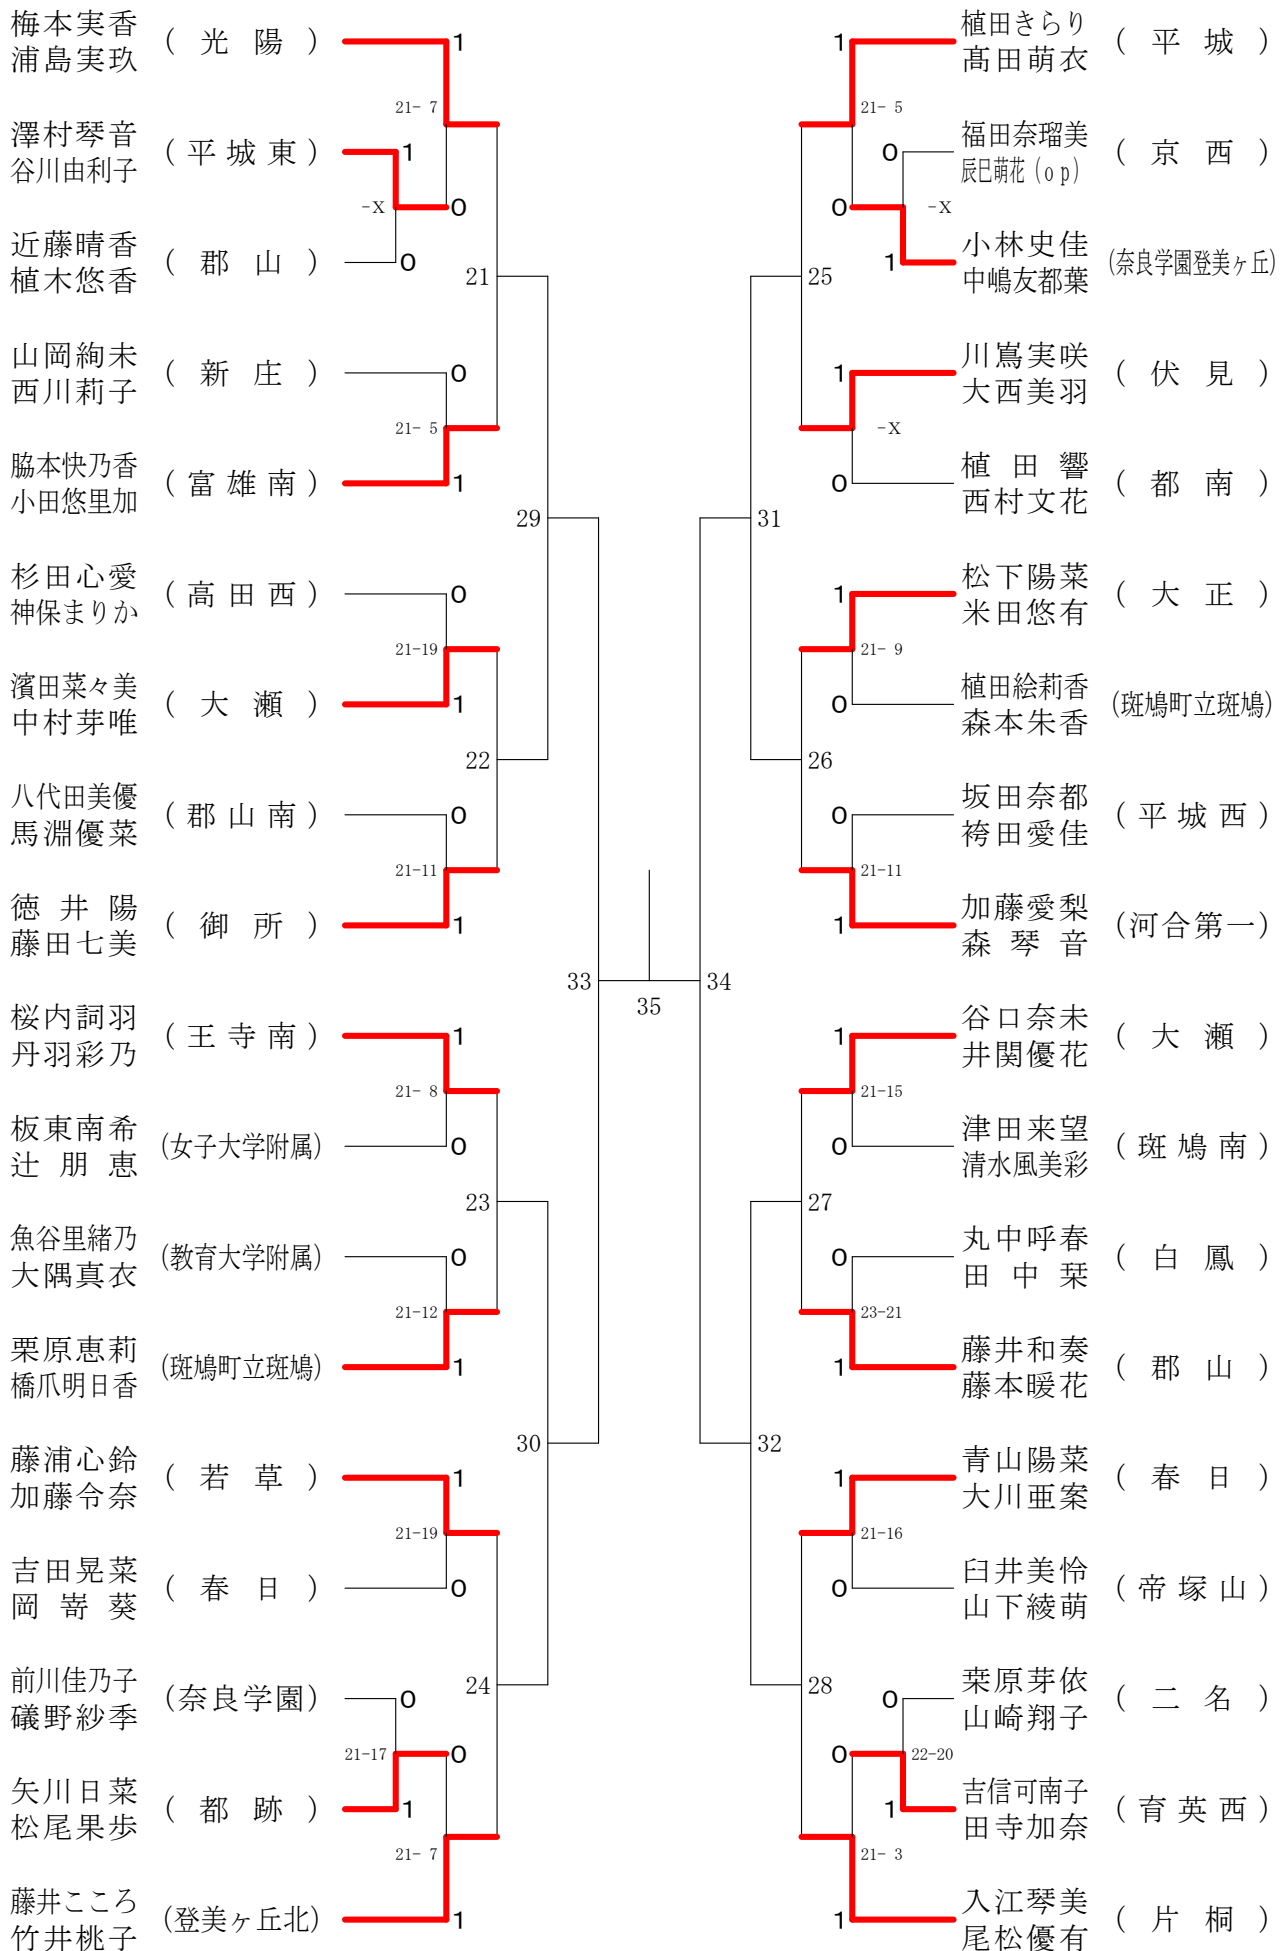 梅本実香
浦島実玖
( 光 陽 )
1
21- 7
澤村琴音
谷川由利子
( 平 城 東 )
1
-X
0
近藤晴香
植木悠香
( 郡 山 )
0
21
山岡絢未
西川莉子
( 新 庄 )
0
21- 5
脇本快乃香
小田悠里加
( 富 雄 南 )
1
29
杉田心愛
神保まりか
( 高 田 西 )
0
21-19
濱田菜々美
中村芽唯
( 大 瀬 )
1
22
八代田美優
馬淵優菜
( 郡 山 南 )
0
21-11
徳 井 陽
藤田七美
( 御 所 )
1
33
35
34
桜内詞羽
丹羽彩乃
( 王 寺 南 )
1
21- 8
板東南希
辻 朋 恵
(女子大学附属)
0
23
魚谷里緒乃
大隅真衣
(教育大学附属)
0
21-12
栗原恵莉
橋爪明日香
(斑鳩町立斑鳩)
1
30
藤浦心鈴
加藤令奈
( 若 草 )
1
21-19
吉田晃菜
岡 嵜 葵
( 春 日 )
0
24
前川佳乃子
礒野紗季
(奈良学園)
0
21-17
0
矢川日菜
松尾果歩
( 都 跡 )
1
21- 7
藤井こころ
竹井桃子
(登美ヶ丘北)
1
1
植田きらり
髙田萌衣
( 平 城 )
21- 5
0
福田奈瑠美
辰巳萌花(op)
( 京 西 )
0
-X
1
小林史佳
中嶋友都葉
(奈良学園登美ヶ丘)
25
1
川嶌実咲
大西美羽
( 伏 見 )
-X
0
植 田 響
西村文花
( 都 南 )
31
1
松下陽菜
米田悠有
( 大 正 )
21- 9
0
植田絵莉香
森本朱香
(斑鳩町立斑鳩)
26
0
坂田奈都
袴田愛佳
( 平 城 西 )
21-11
1
加藤愛梨
森 琴 音
(河合第一)
1
谷口奈未
井関優花
( 大 瀬 )
21-15
0
津田来望
清水風美彩
( 斑 鳩 南 )
27
0
丸中呼春
田 中 栞
( 白 鳳 )
23-21
1
藤井和奏
藤本暖花
( 郡 山 )
32
1
青山陽菜
大川亜案
( 春 日 )
21-16
0
臼井美怜
山下綾萌
( 帝 塚 山 )
28
0
桒原芽依
山崎翔子
( 二 名 )
0
22-20
1
吉信可南子
田寺加奈
( 育 英 西 )
21- 3
1
入江琴美
尾松優有
( 片 桐 )